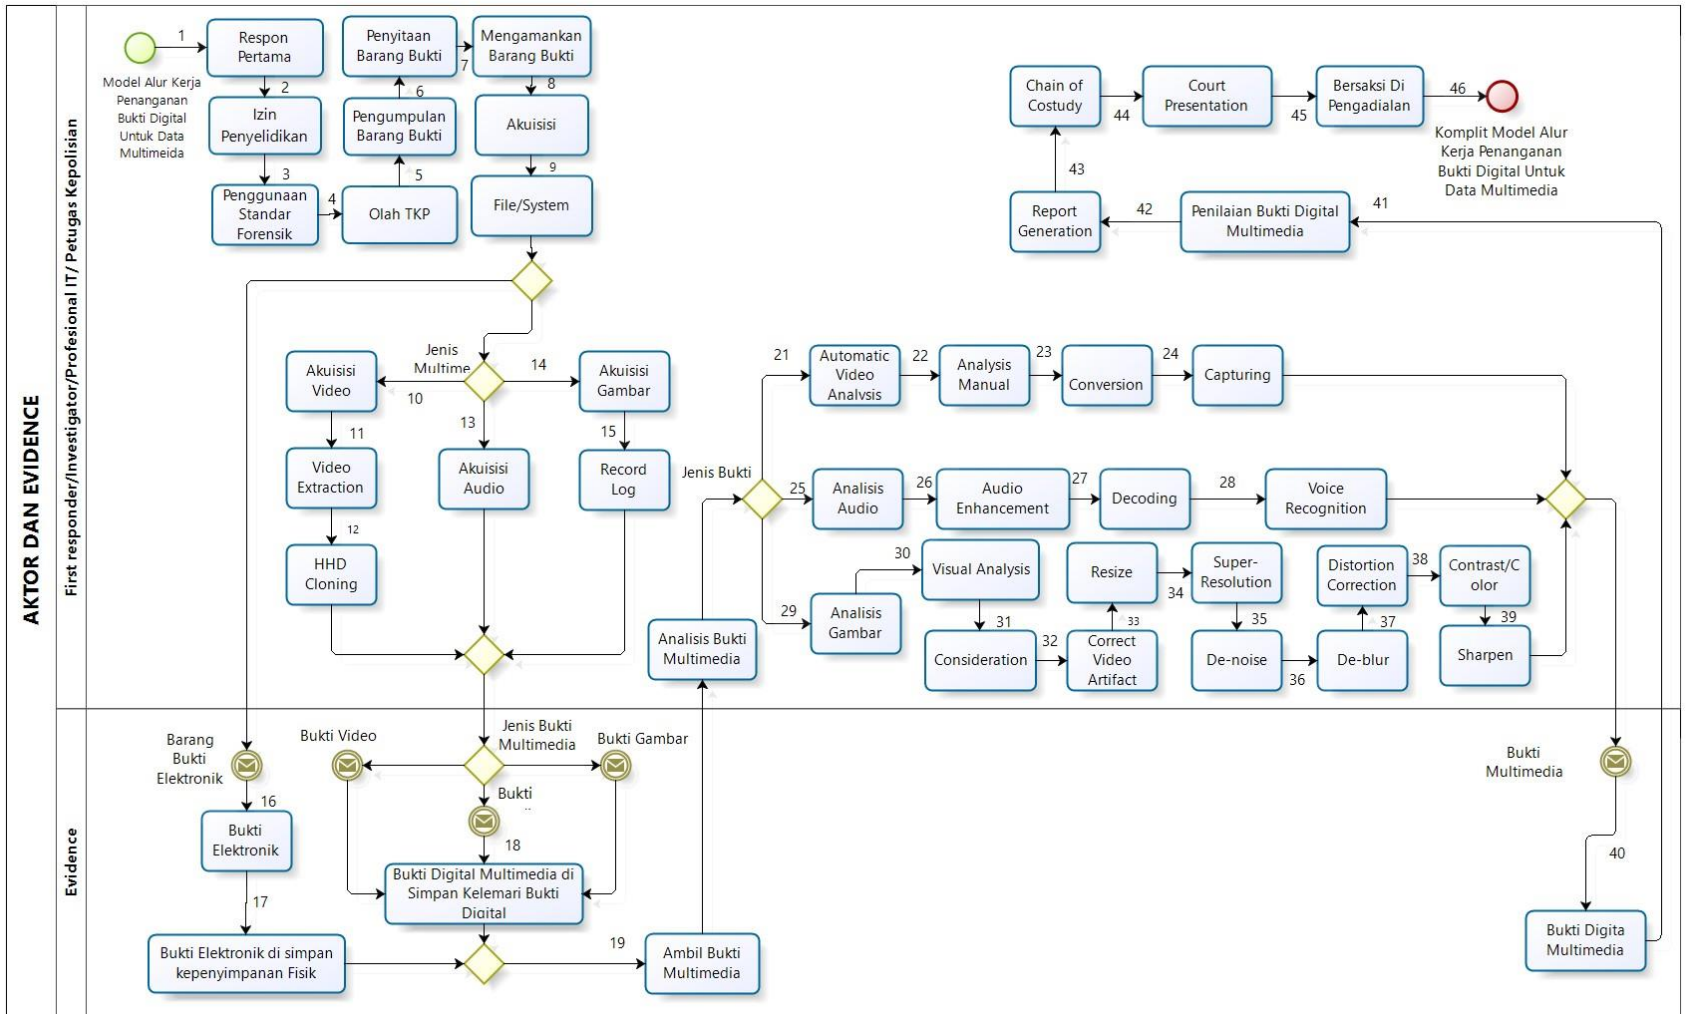 AKTOR DAN EVIDENCE
First responder/Investigator/Profesional IT/ Petugas Kepolisian
Evidence
1
Model Alur Kerja
Penanganan
Bukti Digital
Untuk Data
Multimeida
Respon
Pertama
2
Izin
Penyelidikan
3
Penggunaan
Standar
Forensik
4
Olah TKP
5
Pengumpulan
Barang Bukti
6
Penyitaan
Barang Bukti
7
Mengamankan
Barang Bukti
8
Akuisisi
9
File/System
Jenis
Multime
10
Akuisisi
Video
11
Video
Extraction
12
HHD
Cloning
13
Akuisisi
Audio
14
Akuisisi
Gambar
15
Record
Log
Barang
Bukti
Elektronik
16
Bukti
Elektronik
17
Bukti Elektronik di simpan
kepenyimpanan Fisik
Jenis Bukti
Multimedia
Bukti Video
Bukti Gambar
Bukti
18
Bukti Digital Multimedia di
Simpan Kelemari Bukti
Digital
19
Ambil Bukti
Multimedia
Analisis Bukti
Multimedia
Jenis Bukti
21
Automatic
Video
Analysis
22
Analysis
Manual
23
Conversion
24
Capturing
25
Analisis
Audio
26
Audio
Enhancement
27
Decoding
28
Voice
Recognition
29
Analisis
Gambar
30
Visual Analysis
31
Consideration
32
Correct
Video
Artifact
33
Resize
34
Super-
Resolution
35
De-noise
36
De-blur
37
Distortion
Correction
38
Contrast/C
olor
39
Sharpen
Bukti
Multimedia
40
Bukti Digita
Multimedia
41
Penilaian Bukti Digital
Multimedia
42
Report
Generation
43
Chain of
Costudy
44
Court
Presentation
45
Bersaksi Di
Pengadialan
46
Komplit Model Alur
Kerja Penanganan
Bukti Digital Untuk
Data Multimedia